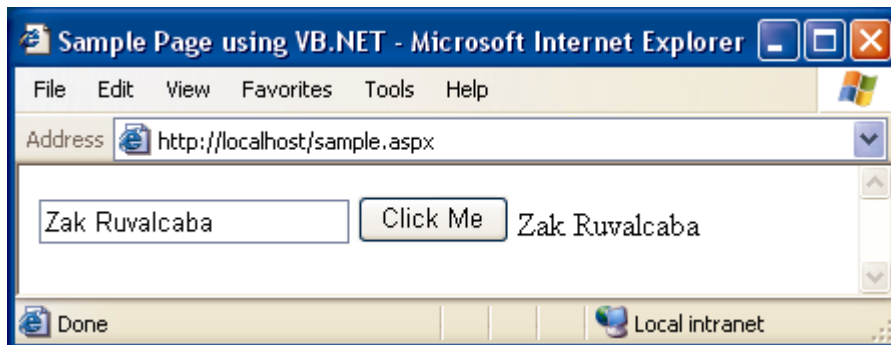 Sample Page using VB.NET - Microsoft Internet Explorer
File Edit View Favorites Tools Help
Address http://localhost/sample.aspx
Zak Ruvalcaba Click Me Zak Ruvalcaba
Done Local intranet